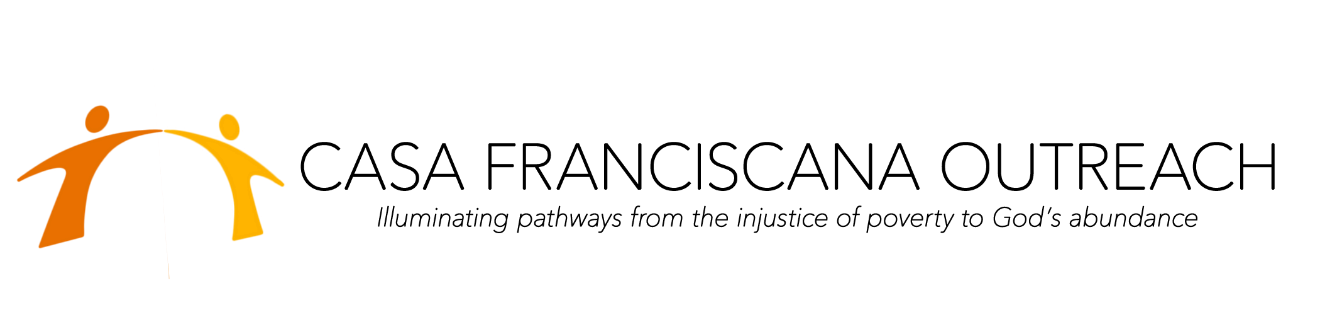 CASA FRANCISCANA OUTREACH
Illuminating pathways from the injustice of poverty to God's abundance